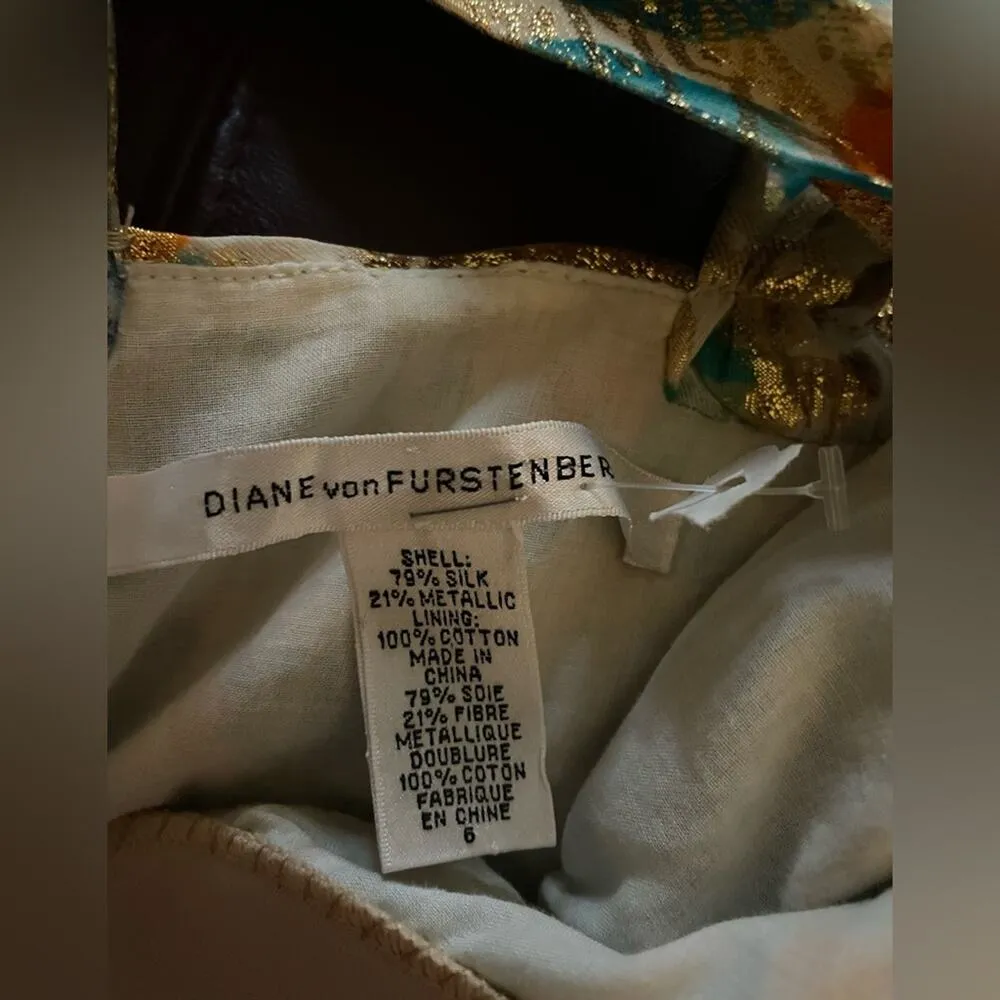 DIANE von FURSTENBER
SHELL:
79% SILK
21% METALLIC
LINING:
100% COTTON
MADE IN
CHINA
79% SOIE
21% FIBRE
METALLIQUE
DOUBLURE
100% COTON
FABRIQUE
EN CHINE
6